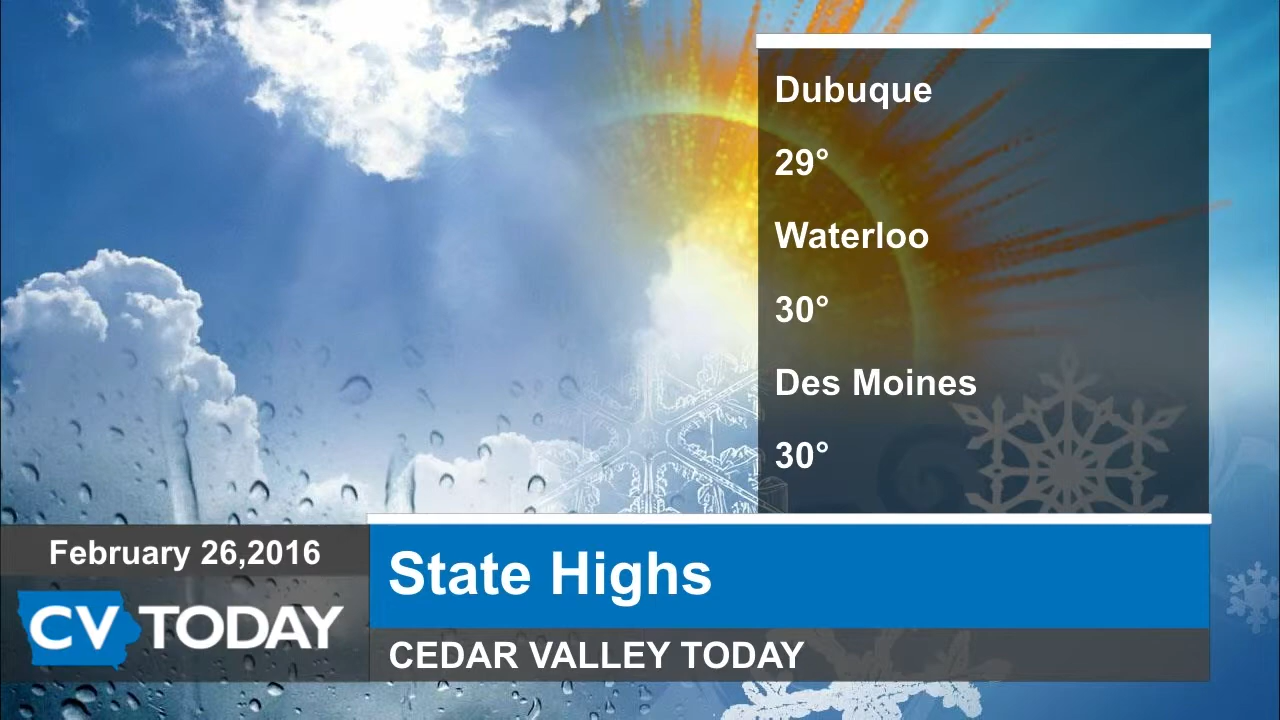 Dubuque
29°
Waterloo
30°
Des Moines
30°
February 26,2016
State Highs
CV TODAY
CEDAR VALLEY TODAY